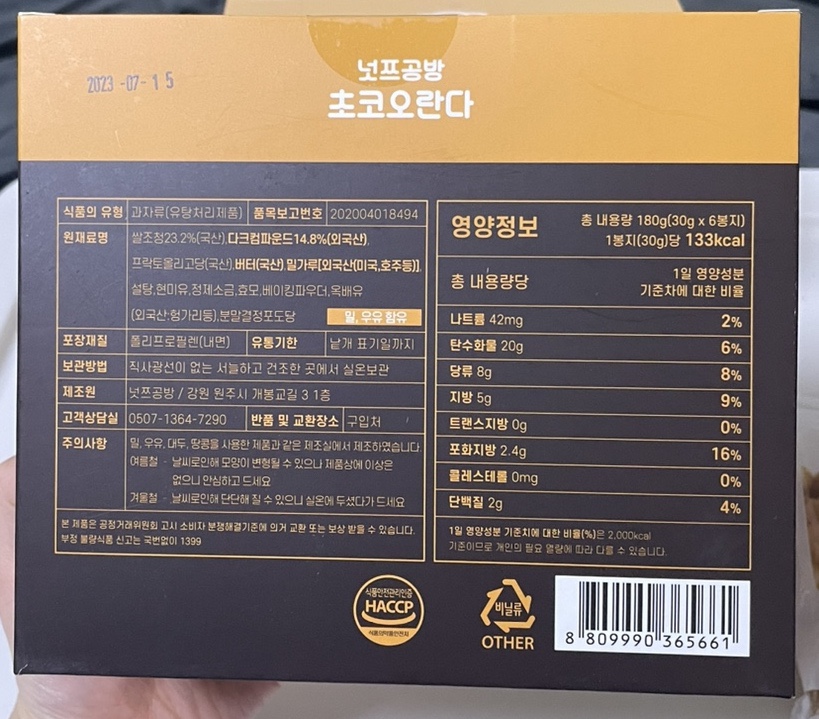 2023-07-15
넛쯔공방
초코오란다
식품의 유형 과자류(유탕처리제품) 품목보고번호 202004018494
원재료명 쌀조청23.2%(국산),다크컴파운드14.8%(외국산),
프락토올리고당(국산),버터(국산),밀가루[외국산(미국,호주등)],
설탕,현미유,정제소금,효모,베이킹파우더,옥배유
(외국산:헝가리등),분말결정포도당 밀, 우유 함유
포장재질 폴리프로필렌(내면) 유통기한 낱개 표기일까지
보관방법 직사광선이 없는 서늘하고 건조한 곳에서 실온보관
제조원 넛쯔공방 / 강원 원주시 개봉교길 3 1층
고객상담실 0507-1364-7290 반품 및 교환장소 구입처
주의사항 밀, 우유, 대두, 땅콩을 사용한 제품과 같은 제조실에서 제조하였습니다.
여름철 - 날씨로인해 모양이 변형될 수 있으나 제품상에 이상은
없으니 안심하고 드세요
겨울철 - 날씨로인해 단단해 질 수 있으니 실온에 두셨다가 드세요
본 제품은 공정거래위원회 고시 소비자 분쟁해결기준에 의거 교환 또는 보상 받을 수 있습니다.
부정 불량식품 신고는 국번없이 1399
영양정보 총 내용량 180g(30g x 6봉지)
1봉지(30g)당 133kcal
총 내용량당 1일 영양성분
기준치에 대한 비율
나트륨 42mg 2%
탄수화물 20g 6%
당류 8g 8%
지방 5g 9%
트랜스지방 0g 0%
포화지방 2.4g 16%
콜레스테롤 0mg 0%
단백질 2g 4%
1일 영양성분 기준치에 대한 비율(%)은 2,000kcal
기준이므로 개인의 필요 열량에 따라 다를 수 있습니다.
식품안전관리인증
HACCP
식품의약품안전처
비닐류
OTHER
8 809990 365661